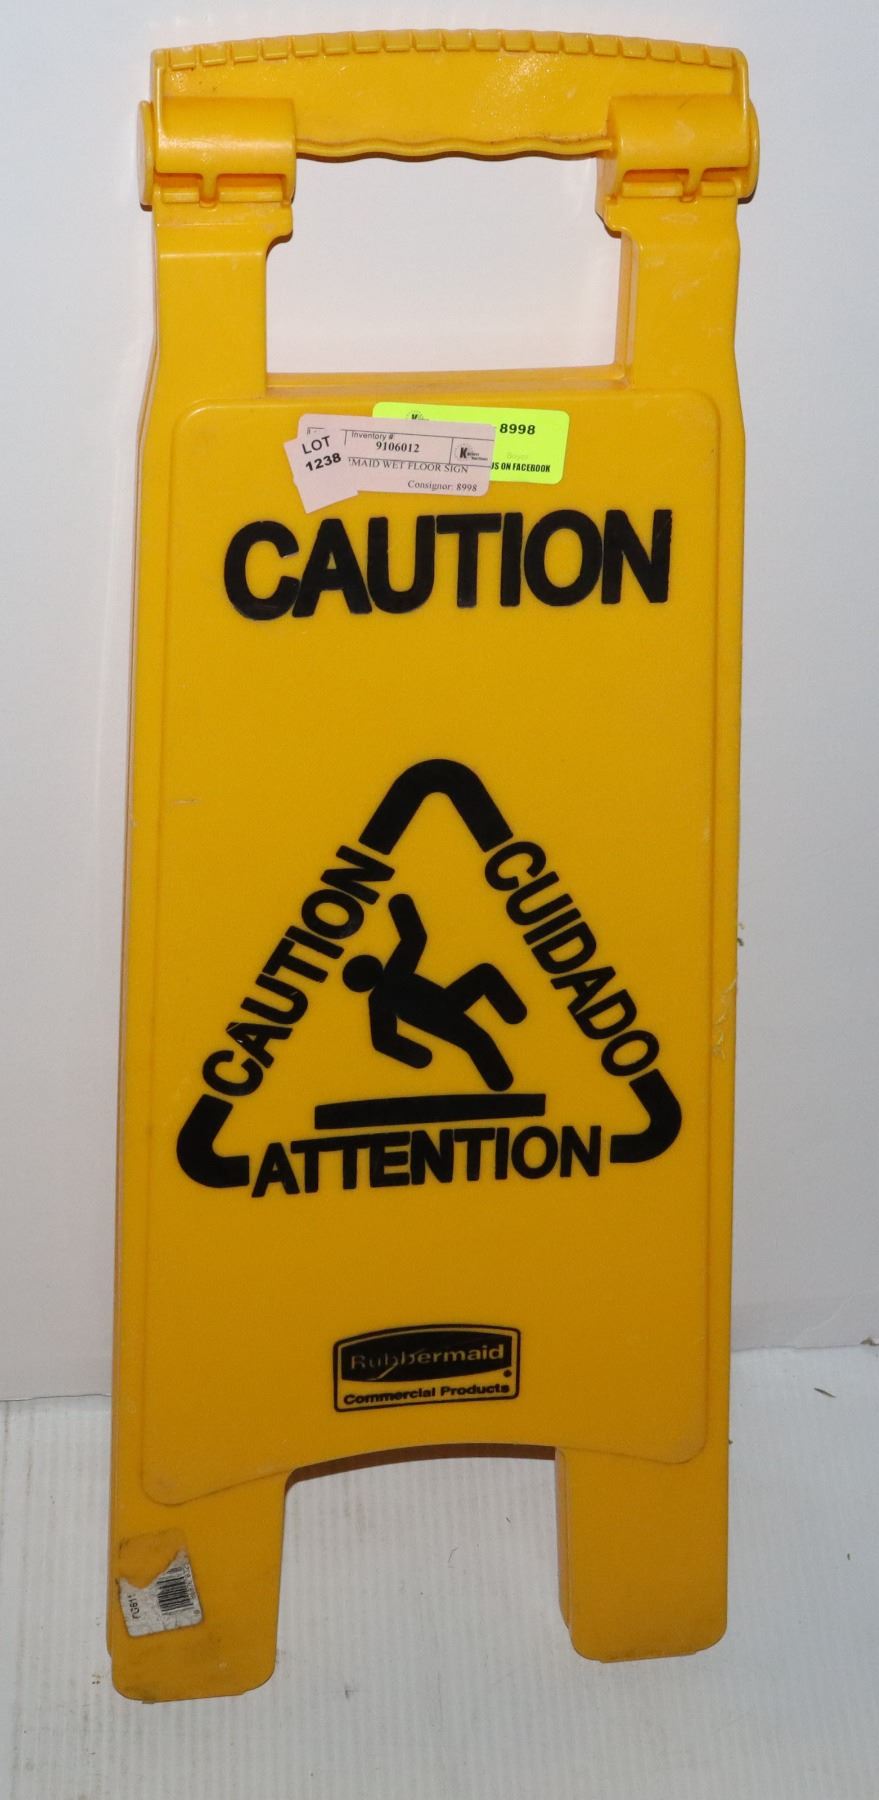 8998
Inventory #:
9106012
LOT
1238
MAID WET FLOOR SIGN
US ON FACEBOOK
Consignor: 8998
CAUTION
CAUTION
CUIDADO
ATTENTION
Rubbermaid
Commercial Products